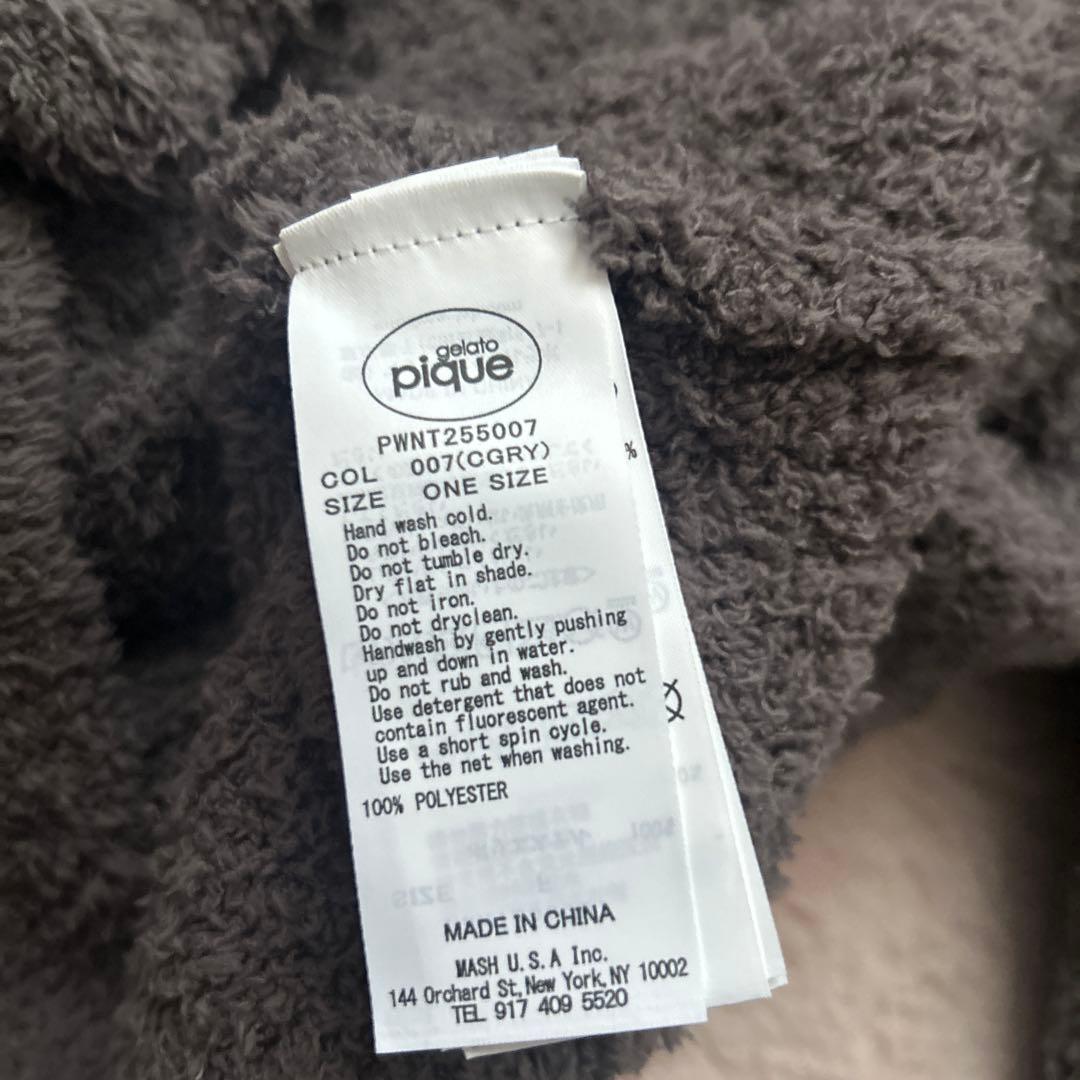 gelato
pique
PWNT255007
COL 007(CGRY)
SIZE ONE SIZE
Hand wash cold.
Do not bleach.
Do not tumble dry.
Dry flat in shade.
Do not iron.
Do not dryclean.
Handwash by gently pushing
up and down in water.
Do not rub and wash.
Use detergent that does not
contain fluorescent agent.
Use a short spin cycle.
Use the net when washing.
100% POLYESTER
MADE IN CHINA
MASH U.S.A Inc.
144 Orchard St,New York,NY 10002
TEL 917 409 5520
%